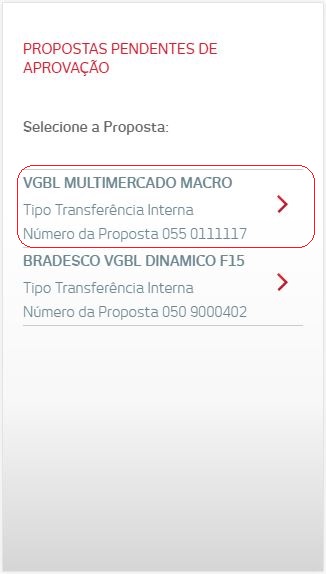 PROPOSTAS PENDENTES DE
APROVAÇÃO
Selecione a Proposta:
VGBL MULTIMERCADO MACRO
Tipo Transferência Interna
Número da Proposta 055 0111117
BRADESCO VGBL DINAMICO F15
Tipo Transferência Interna
Número da Proposta 050 9000402